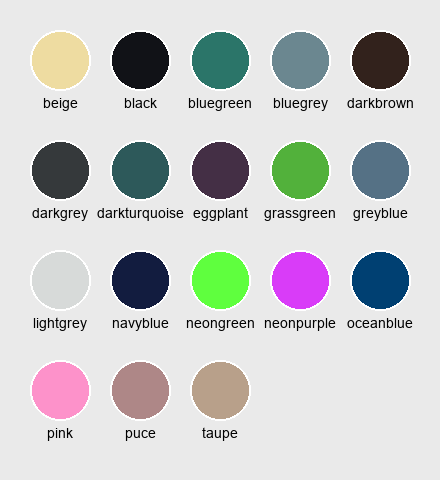 beige black bluegreen bluegrey darkbrown
darkgrey darkturquoise eggplant grassgreen greyblue
lightgrey navyblue neongreen neonpurple oceanblue
pink puce taupe